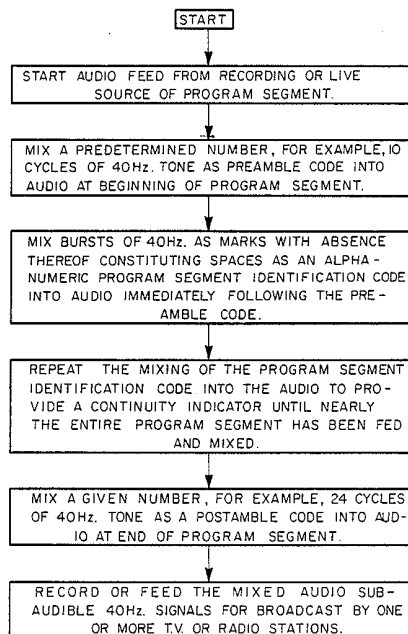 START
START AUDIO FEED FROM RECORDING OR LIVE
SOURCE OF PROGRAM SEGMENT.
MIX A PREDETERMINED NUMBER, FOR EXAMPLE, 10
CYCLES OF 40Hz. TONE AS PREAMBLE CODE INTO
AUDIO AT BEGINNING OF PROGRAM SEGMENT.
MIX BURSTS OF 40Hz. AS MARKS WITH ABSENCE
THEREOF CONSTITUTING SPACES AS AN ALPHA-
NUMERIC PROGRAM SEGMENT IDENTIFICATION CODE
INTO AUDIO IMMEDIATELY FOLLOWING THE PRE-
AMBLE CODE.
REPEAT THE MIXING OF THE PROGRAM SEGMENT
IDENTIFICATION CODE INTO THE AUDIO TO PRO-
VIDE A CONTINUITY INDICATOR UNTIL NEARLY
THE ENTIRE PROGRAM SEGMENT HAS BEEN FED
AND MIXED.
MIX A GIVEN NUMBER, FOR EXAMPLE, 24 CYCLES
OF 40Hz. TONE AS A POSTAMBLE CODE INTO AUD-
IO AT END OF PROGRAM SEGMENT.
RECORD OR FEED THE MIXED AUDIO SUB-
AUDIBLE 40Hz. SIGNALS FOR BROADCAST BY ONE
OR MORE T.V. OR RADIO STATIONS.